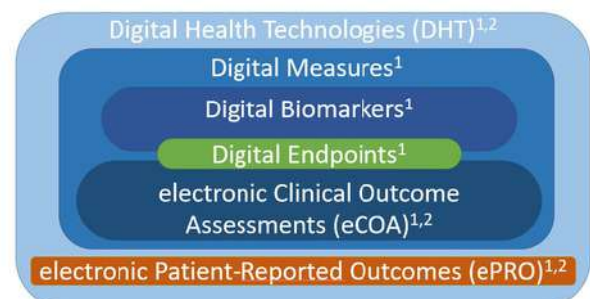 Digital Health Technologies (DHT)1,2
Digital Measures1
Digital Biomarkers1
Digital Endpoints1
electronic Clinical Outcome
Assessments (eCOA)1,2
electronic Patient-Reported Outcomes (ePRO)1,2